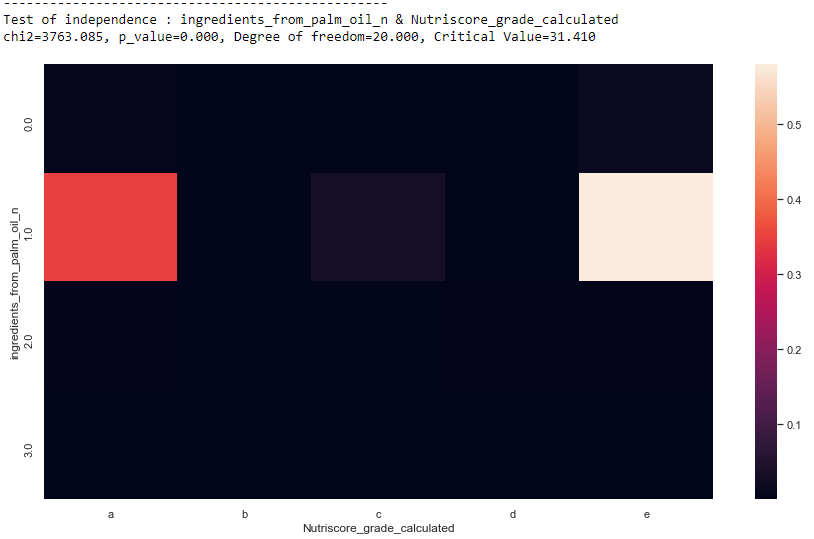 ------------------------------------------------
Test of independence : ingredients_from_palm_oil_n & Nutriscore_grade_calculated
chi2=3763.085, p_value=0.000, Degree of freedom=20.000, Critical Value=31.410
0.0
1.0
2.0
3.0
ingredients_from_palm_oil_n
a b c d e
Nutriscore_grade_calculated
0.5
0.4
0.3
0.2
0.1